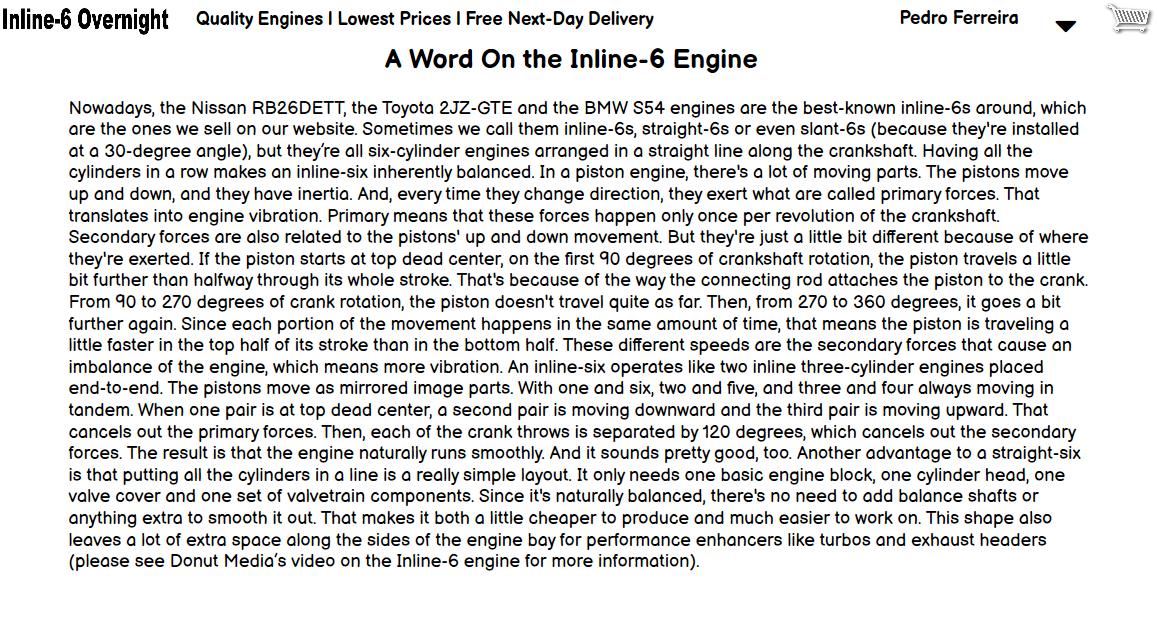 Inline-6 Overnight
Quality Engines I Lowest Prices I Free Next-Day Delivery
Pedro Ferreira
A Word On the Inline-6 Engine
Nowadays, the Nissan RB26DETT, the Toyota 2JZ-GTE and the BMW S54 engines are the best-known inline-6s around, which
are the ones we sell on our website. Sometimes we call them inline-6s, straight-6s or even slant-6s (because they're installed
at a 30-degree angle), but they’re all six-cylinder engines arranged in a straight line along the crankshaft. Having all the
cylinders in a row makes an inline-six inherently balanced. In a piston engine, there's a lot of moving parts. The pistons move
up and down, and they have inertia. And, every time they change direction, they exert what are called primary forces. That
translates into engine vibration. Primary means that these forces happen only once per revolution of the crankshaft.
Secondary forces are also related to the pistons' up and down movement. But they're just a little bit different because of where
they're exerted. If the piston starts at top dead center, on the first 90 degrees of crankshaft rotation, the piston travels a little
bit further than halfway through its whole stroke. That's because of the way the connecting rod attaches the piston to the crank.
From 90 to 270 degrees of crank rotation, the piston doesn't travel quite as far. Then, from 270 to 360 degrees, it goes a bit
further again. Since each portion of the movement happens in the same amount of time, that means the piston is traveling a
little faster in the top half of its stroke than in the bottom half. These different speeds are the secondary forces that cause an
imbalance of the engine, which means more vibration. An inline-six operates like two inline three-cylinder engines placed
end-to-end. The pistons move as mirrored image parts. With one and six, two and five, and three and four always moving in
tandem. When one pair is at top dead center, a second pair is moving downward and the third pair is moving upward. That
cancels out the primary forces. Then, each of the crank throws is separated by 120 degrees, which cancels out the secondary
forces. The result is that the engine naturally runs smoothly. And it sounds pretty good, too. Another advantage to a straight-six
is that putting all the cylinders in a line is a really simple layout. It only needs one basic engine block, one cylinder head, one
valve cover and one set of valvetrain components. Since it's naturally balanced, there's no need to add balance shafts or
anything extra to smooth it out. That makes it both a little cheaper to produce and much easier to work on. This shape also
leaves a lot of extra space along the sides of the engine bay for performance enhancers like turbos and exhaust headers
(please see Donut Media’s video on the Inline-6 engine for more information).